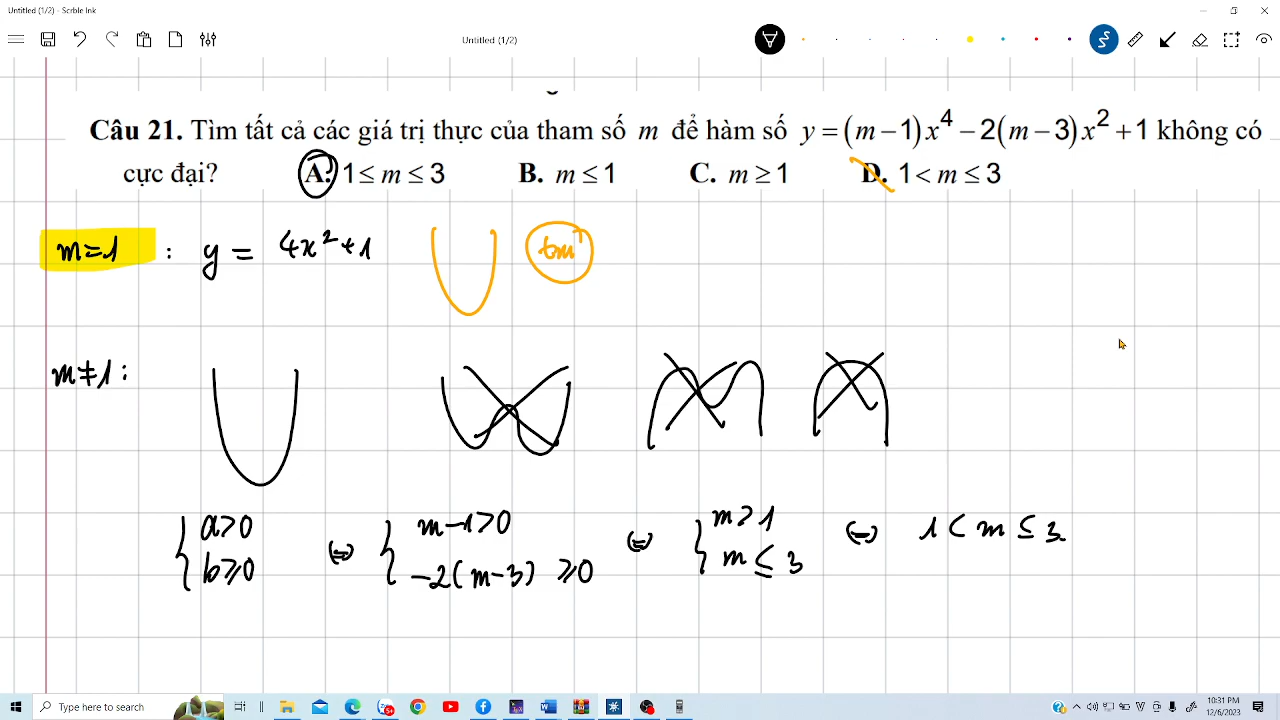 Untitled (1/2) - Scrble Ink
Untitled (1/2)
Câu 21. Tìm tất cả các giá trị thực của tham số m để hàm số y = (m − 1)x⁴ − 2(m − 3)x² + 1 không có
cực đại?
A. 1 ≤ m ≤ 3 B. m ≤ 1 C. m ≥ 1 D. 1 < m ≤ 3
m = 1 : y = 4x² + 1 tm
m ≠ 1 :
{ a > 0 ⇔ { m − 1 > 0 ⇔ { m > 1 ⇔ 1 < m ≤ 3.
b ≥ 0 −2(m − 3) ≥ 0 m ≤ 3
Type here to search
10:31 PM
12/6/2023